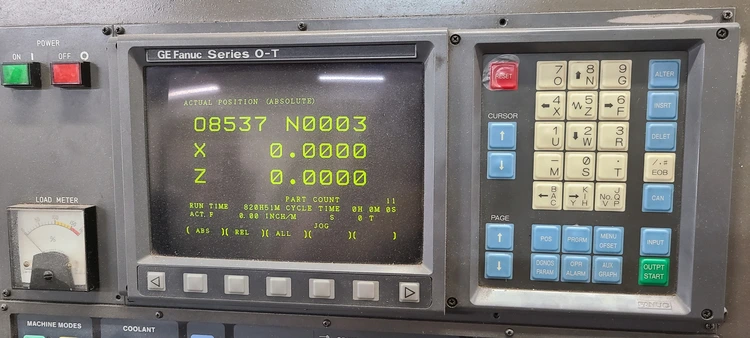 GE Fanuc Series 0-T
POWER
ON I OFF O
ACTUAL POSITION (ABSOLUTE)
O8537 N0003
X 0.0000
Z 0.0000
PART COUNT 11
RUN TIME 820H51M CYCLE TIME 0H 0M 0S
ACT.F 0.00 INCH/M S 0 T
JOG
( ABS )( REL )( ALL )( )( )
LOAD METER
MACHINE MODES
COOLANT
RESET
7 O
8 N
9 G
ALTER
4 X
5 Z
6 F
INSRT
CURSOR
1 U
2 W
3 R
DELET
- M
0 S
. T
/,#
EOB
B A C
K I H Y
J Q No. V P
CAN
PAGE
POS
PRGRM
MENU OFSET
INPUT
DGNOS PARAM
OPR ALARM
AUX GRAPH
OUTPT START